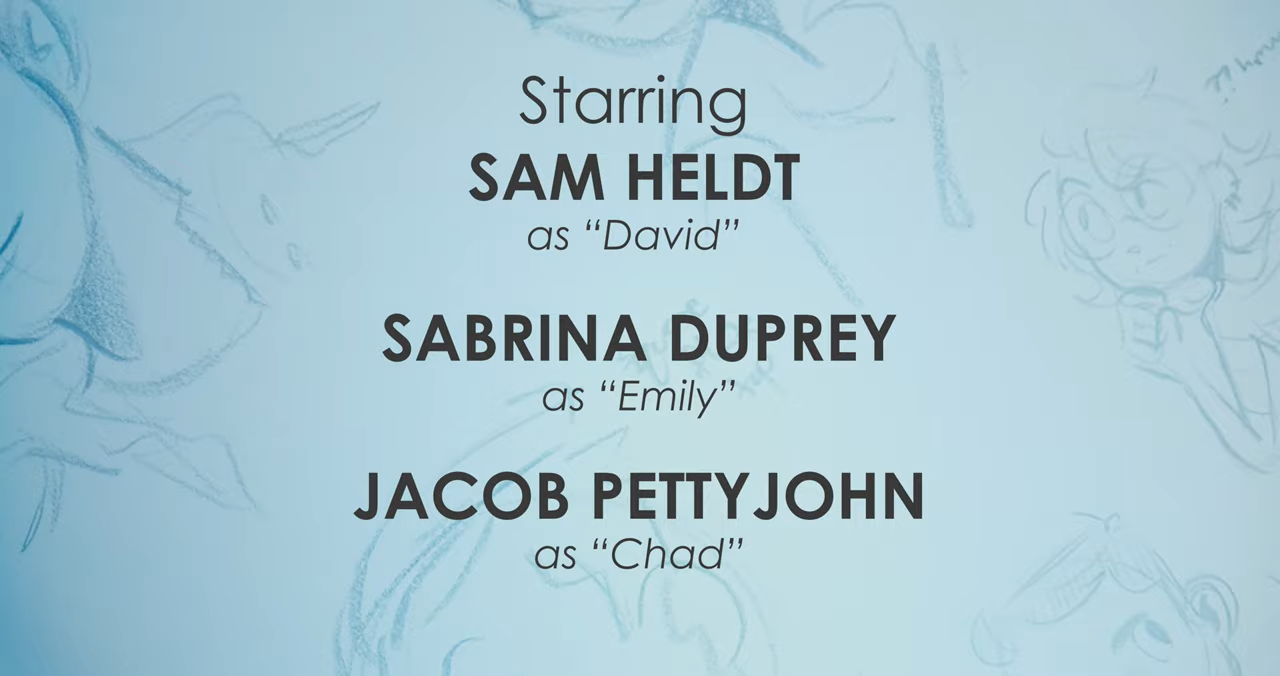 Starring
SAM HELDT
as “David”
SABRINA DUPREY
as “Emily”
JACOB PETTYJOHN
as “Chad”